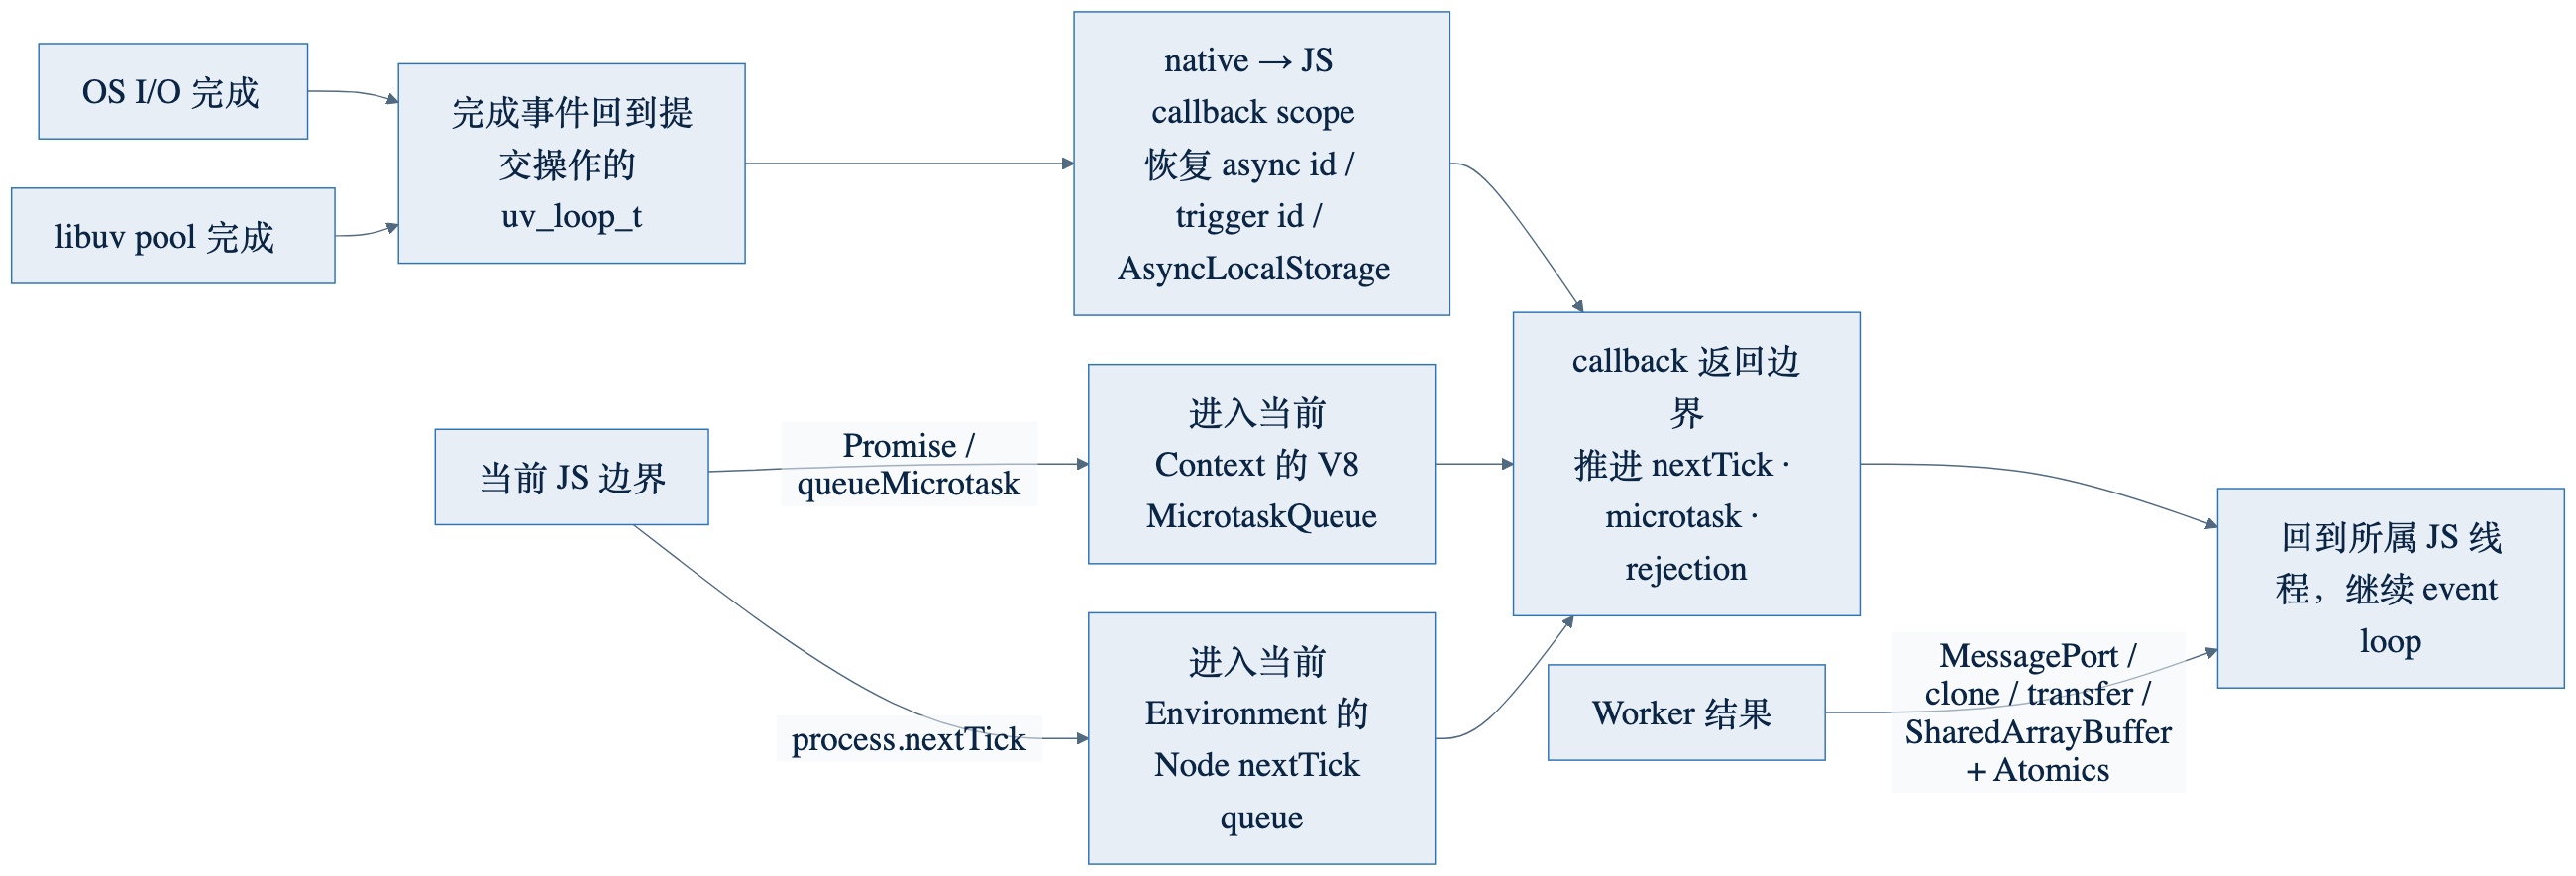 OS I/O 完成
libuv pool 完成
完成事件回到提
交操作的
uv_loop_t
native → JS
callback scope
恢复 async id /
trigger id /
AsyncLocalStorage
当前 JS 边界
Promise /
queueMicrotask
process.nextTick
进入当前
Context 的 V8
MicrotaskQueue
进入当前
Environment 的
Node nextTick
queue
callback 返回边
界
推进 nextTick ·
microtask ·
rejection
Worker 结果
MessagePort /
clone / transfer /
SharedArrayBuffer
+ Atomics
回到所属 JS 线
程，继续 event
loop